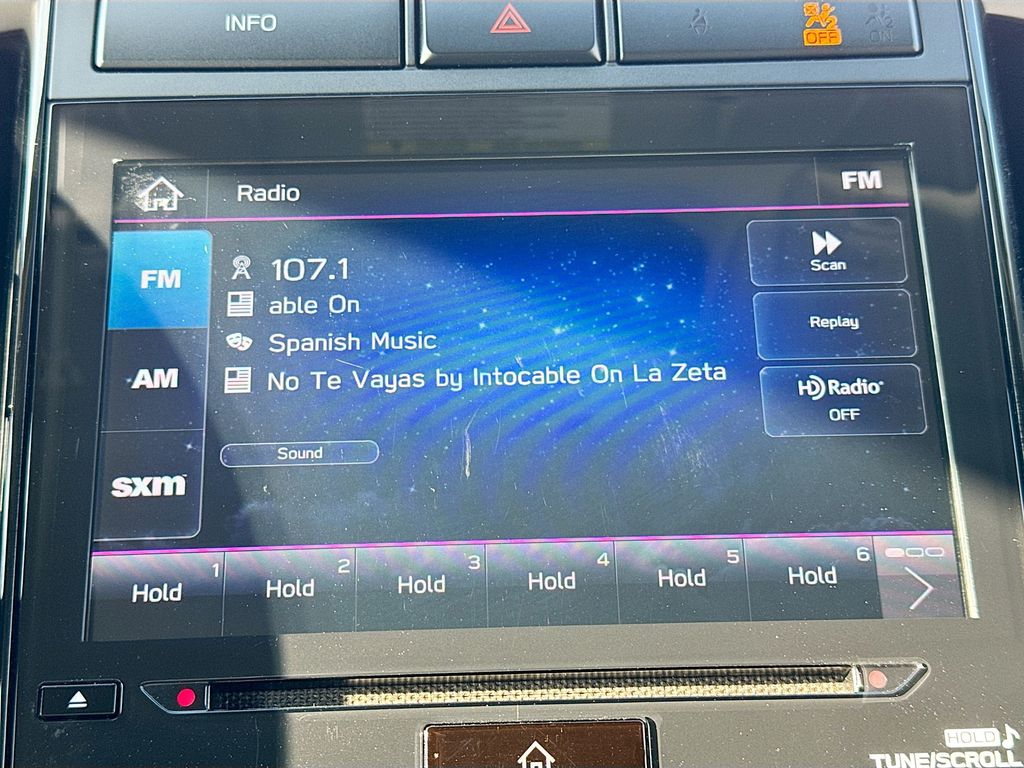 INFO
OFF
2
ON
Radio
FM
FM
107.1
Scan
able On
Replay
Spanish Music
AM
No Te Vayas by Intocable On La Zeta
HD Radio
OFF
Sound
sxm
1
2
3
4
5
6
Hold
Hold
Hold
Hold
Hold
Hold
HOLD
TUNE/SCROLL